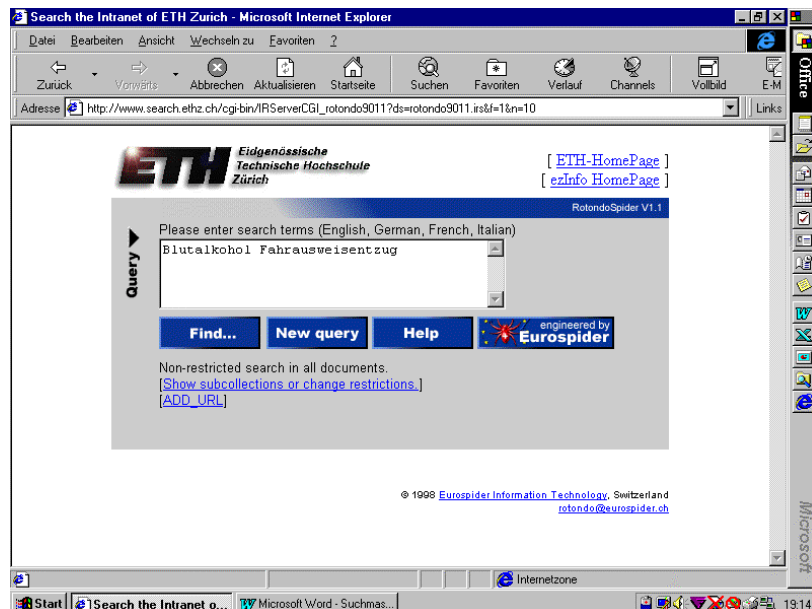 Search the Intranet of ETH Zurich - Microsoft Internet Explorer
Datei Bearbeiten Ansicht Wechseln zu Favoriten ?
Zurück Vorwärts Abbrechen Aktualisieren Startseite Suchen Favoriten Verlauf Channels Vollbild E-M
Adresse http://www.search.ethz.ch/cgi-bin/IRServerCGI_rotondo9011?ds=rotondo9011.irs&f=1&n=10 Links
ETH
Eidgenössische
Technische Hochschule
Zürich
[ ETH-HomePage ]
[ ezInfo HomePage ]
RotondoSpider V1.1
Query
Please enter search terms (English, German, French, Italian)
Blutalkohol Fahrausweisentzug
Find... New query Help engineered by Eurospider
Non-restricted search in all documents.
[Show subcollections or change restrictions.]
[ADD_URL]
© 1998 Eurospider Information Technology, Switzerland
rotondo@eurospider.ch
Internetzone
Start Search the Intranet o... Microsoft Word - Suchmas... 19:14
Office
Microsoft